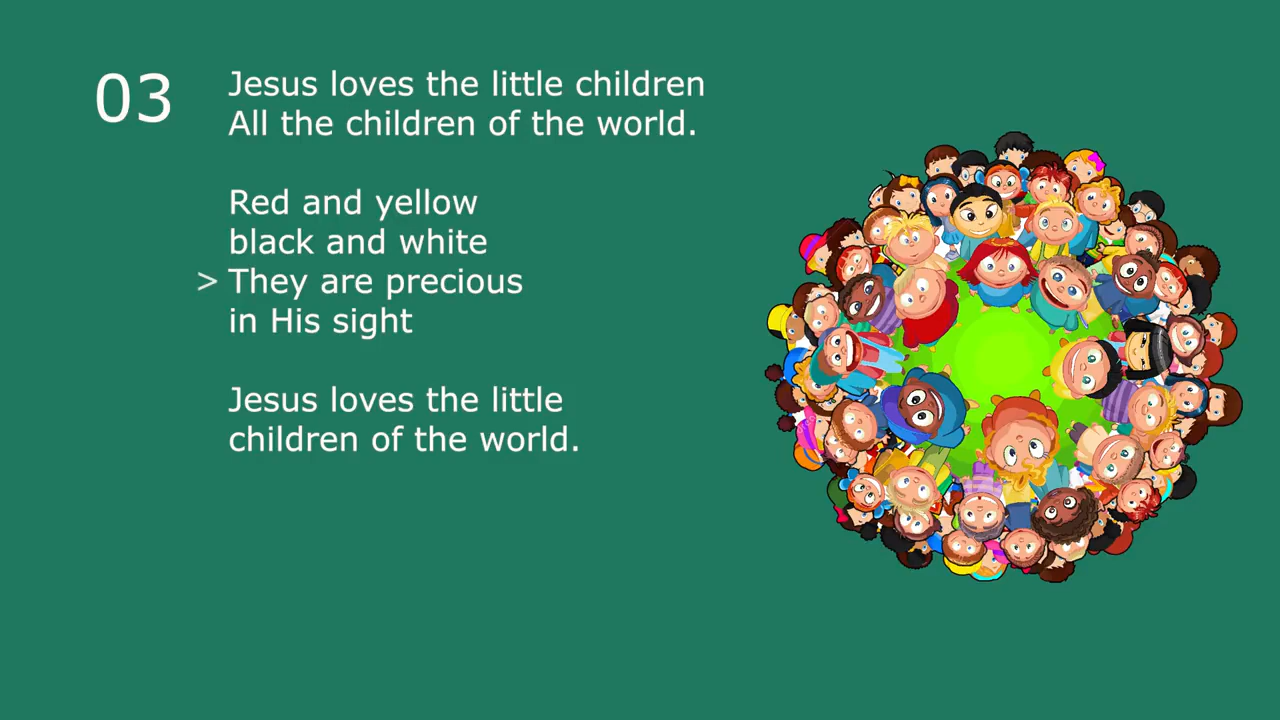 03
Jesus loves the little children
All the children of the world.
Red and yellow
black and white
> They are precious
in His sight
Jesus loves the little
children of the world.